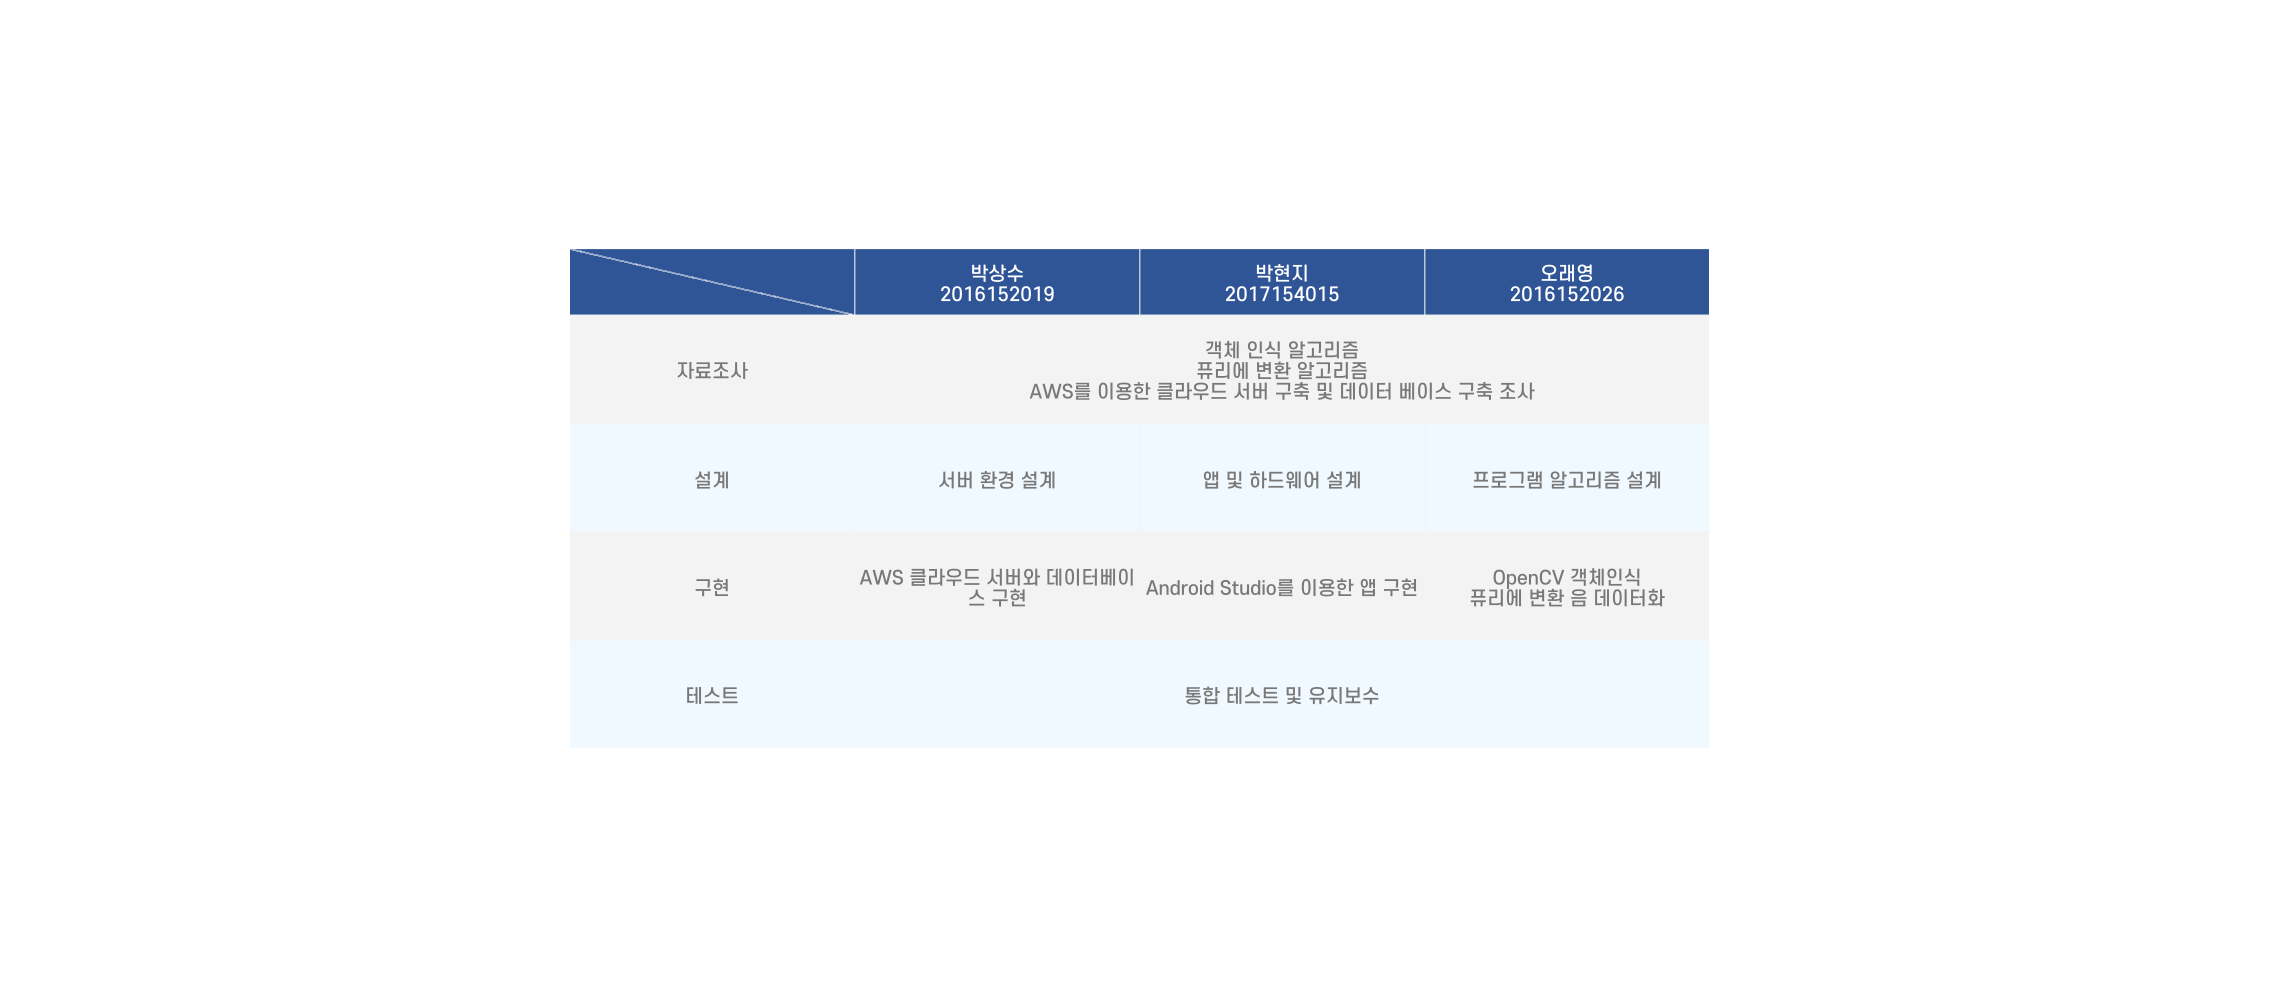 박상수
2016152019
박현지
2017154015
오래영
2016152026
자료조사
객체 인식 알고리즘
퓨리에 변환 알고리즘
AWS를 이용한 클라우드 서버 구축 및 데이터 베이스 구축 조사
설계
서버 환경 설계
앱 및 하드웨어 설계
프로그램 알고리즘 설계
구현
AWS 클라우드 서버와 데이터베이
스 구현
Android Studio를 이용한 앱 구현
OpenCV 객체인식
퓨리에 변환 음 데이터화
테스트
통합 테스트 및 유지보수